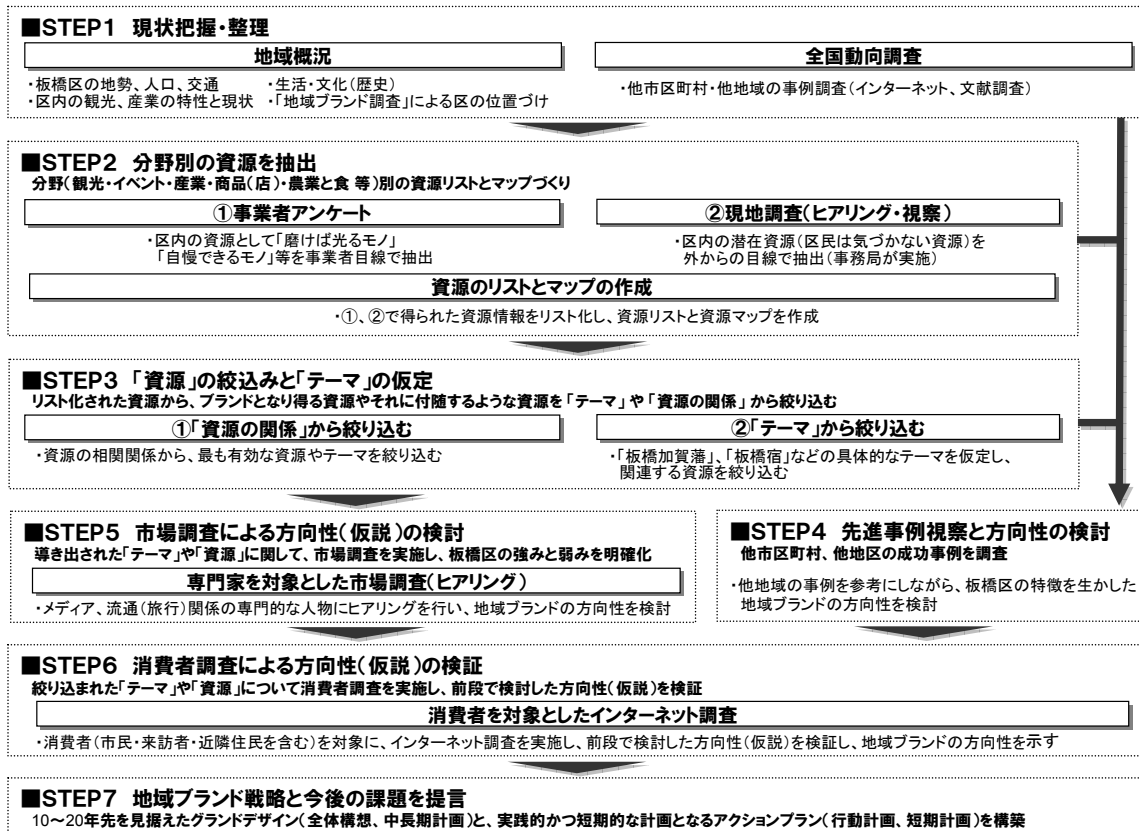 ■STEP1 現状把握・整理
地域概況
・板橋区の地勢、人口、交通 ・生活・文化(歴史)
・区内の観光、産業の特性と現状 ・「地域ブランド調査」による区の位置づけ
全国動向調査
・他市区町村・他地域の事例調査(インターネット、文献調査)
■STEP2 分野別の資源を抽出
分野(観光・イベント・産業・商品(店)・農業と食 等)別の資源リストとマップづくり
①事業者アンケート
・区内の資源として「磨けば光るモノ」
「自慢できるモノ」等を事業者目線で抽出
②現地調査(ヒアリング・視察)
・区内の潜在資源(区民は気づかない資源)を
外からの目線で抽出(事務局が実施)
資源のリストとマップの作成
・①、②で得られた資源情報をリスト化し、資源リストと資源マップを作成
■STEP3 「資源」の絞込みと「テーマ」の仮定
リスト化された資源から、ブランドとなり得る資源やそれに付随するような資源を「テーマ」や「資源の関係」から絞り込む
①「資源の関係」から絞り込む
・資源の相関関係から、最も有効な資源やテーマを絞り込む
②「テーマ」から絞り込む
・「板橋加賀藩」、「板橋宿」などの具体的なテーマを仮定し、
関連する資源を絞り込む
■STEP5 市場調査による方向性(仮説)の検討
導き出された「テーマ」や「資源」に関して、市場調査を実施し、板橋区の強みと弱みを明確化
専門家を対象とした市場調査(ヒアリング)
・メディア、流通(旅行)関係の専門的な人物にヒアリングを行い、地域ブランドの方向性を検討
■STEP4 先進事例視察と方向性の検討
他市区町村、他地区の成功事例を調査
・他地域の事例を参考にしながら、板橋区の特徴を生かした
地域ブランドの方向性を検討
■STEP6 消費者調査による方向性(仮説)の検証
絞り込まれた「テーマ」や「資源」について消費者調査を実施し、前段で検討した方向性(仮説)を検証
消費者を対象としたインターネット調査
・消費者(市民・来訪者・近隣住民を含む)を対象に、インターネット調査を実施し、前段で検討した方向性(仮説)を検証し、地域ブランドの方向性を示す
■STEP7 地域ブランド戦略と今後の課題を提言
10～20年先を見据えたグランドデザイン(全体構想、中長期計画)と、実践的かつ短期的な計画となるアクションプラン(行動計画、短期計画)を構築